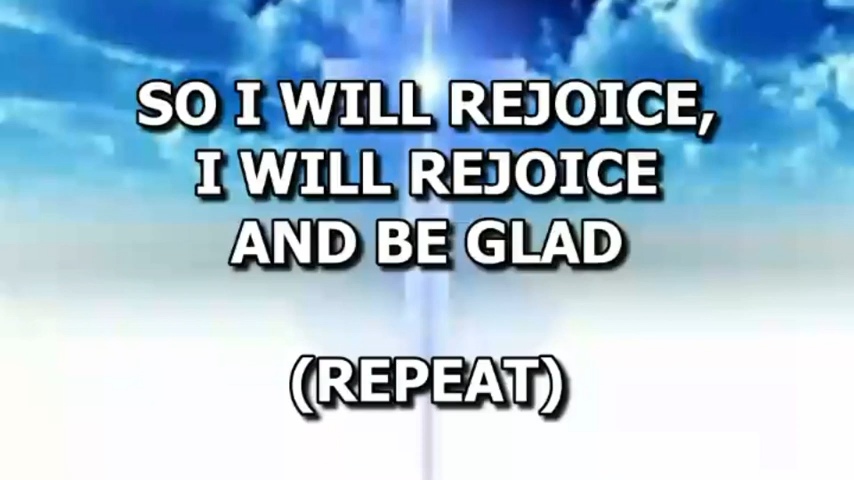 SO I WILL REJOICE,
I WILL REJOICE
AND BE GLAD
(REPEAT)